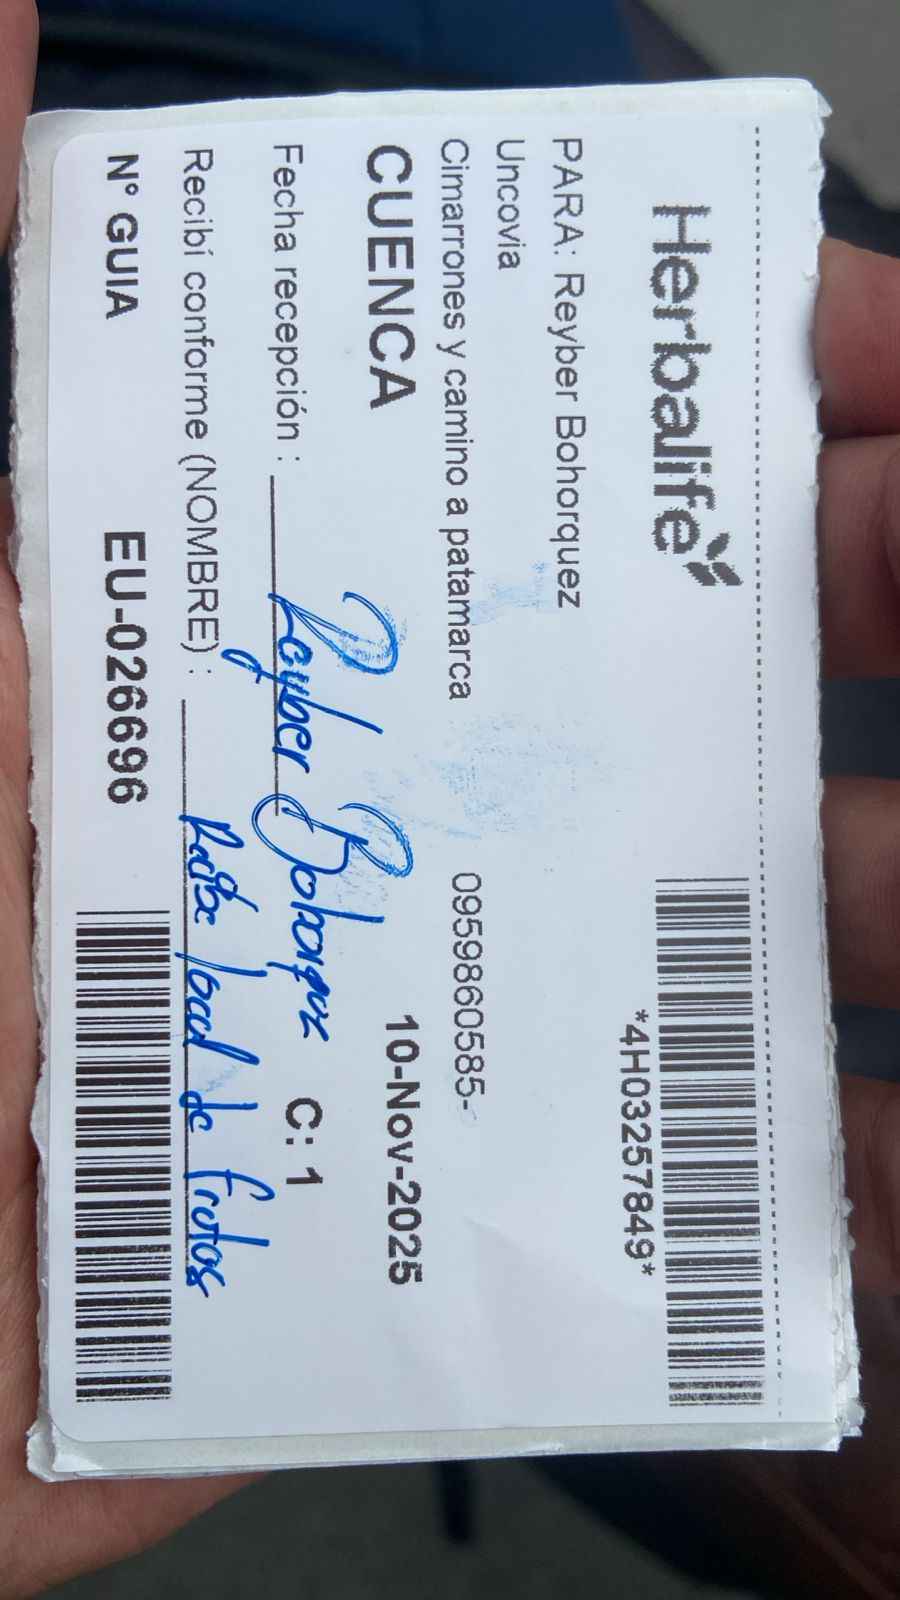 Herbalife
*4H03257849*
PARA: Reyber Bohorquez
Uncovia
Cimarrones y camino a patamarca 0959860585-
CUENCA 10-Nov-2025
Fecha recepción : Reyber Bohorquez C: 1
Recibí conforme (NOMBRE) : Recibe local de frutas
N° GUIA EU-026696